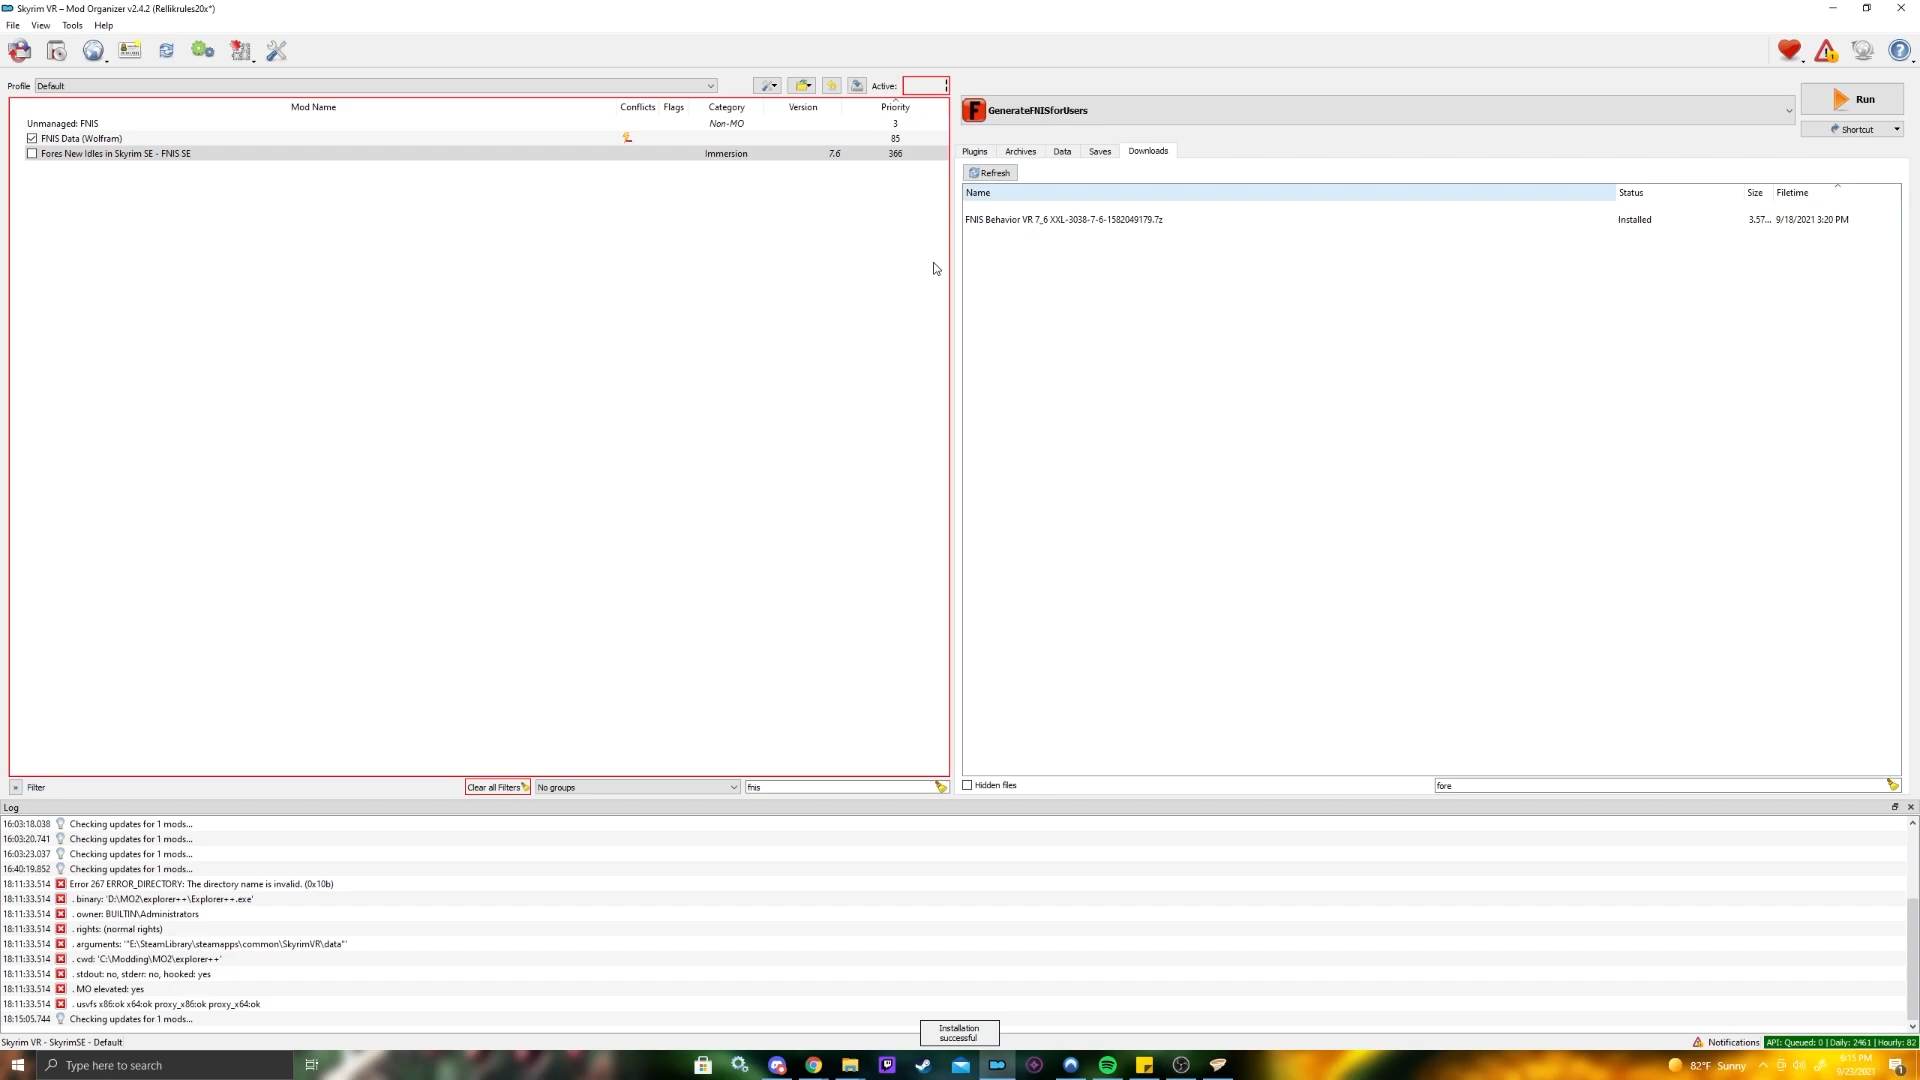 Skyrim VR – Mod Organizer v2.4.2 (Rellikrules20x*)
File View Tools Help
Profile Default Active:
Mod Name Conflicts Flags Category Version Priority
Unmanaged: FNIS Non-MO 3
FNIS Data (Wolfram) 85
Fores New Idles in Skyrim SE - FNIS SE Immersion 7.6 366
GenerateFNISforUsers
Run
Shortcut
Plugins Archives Data Saves Downloads
Refresh
Name Status Size Filetime
FNIS Behavior VR 7_6 XXL-3038-7-6-1582049179.7z Installed 3.57... 9/18/2021 3:20 PM
» Filter Clear all Filters No groups fnis
Hidden files fore
Log
16:03:18.038 Checking updates for 1 mods...
16:03:20.741 Checking updates for 1 mods...
16:03:23.037 Checking updates for 1 mods...
16:40:19.852 Checking updates for 1 mods...
18:11:33.514 Error 267 ERROR_DIRECTORY: The directory name is invalid. (0x10b)
18:11:33.514 . binary: 'D:\MO2\explorer++\Explorer++.exe'
18:11:33.514 . owner: BUILTIN\Administrators
18:11:33.514 . rights: (normal rights)
18:11:33.514 . arguments: '"E:\SteamLibrary\steamapps\common\SkyrimVR\data"'
18:11:33.514 . cwd: 'C:\Modding\MO2\explorer++'
18:11:33.514 . stdout: no, stderr: no, hooked: yes
18:11:33.514 . MO elevated: yes
18:11:33.514 . usvfs x86:ok x64:ok proxy_x86:ok proxy_x64:ok
18:15:05.744 Checking updates for 1 mods...
Installation
successful
Skyrim VR - SkyrimSE - Default Notifications API: Queued: 0 | Daily: 2461 | Hourly: 82
Type here to search
82°F Sunny
6:15 PM
9/23/2021